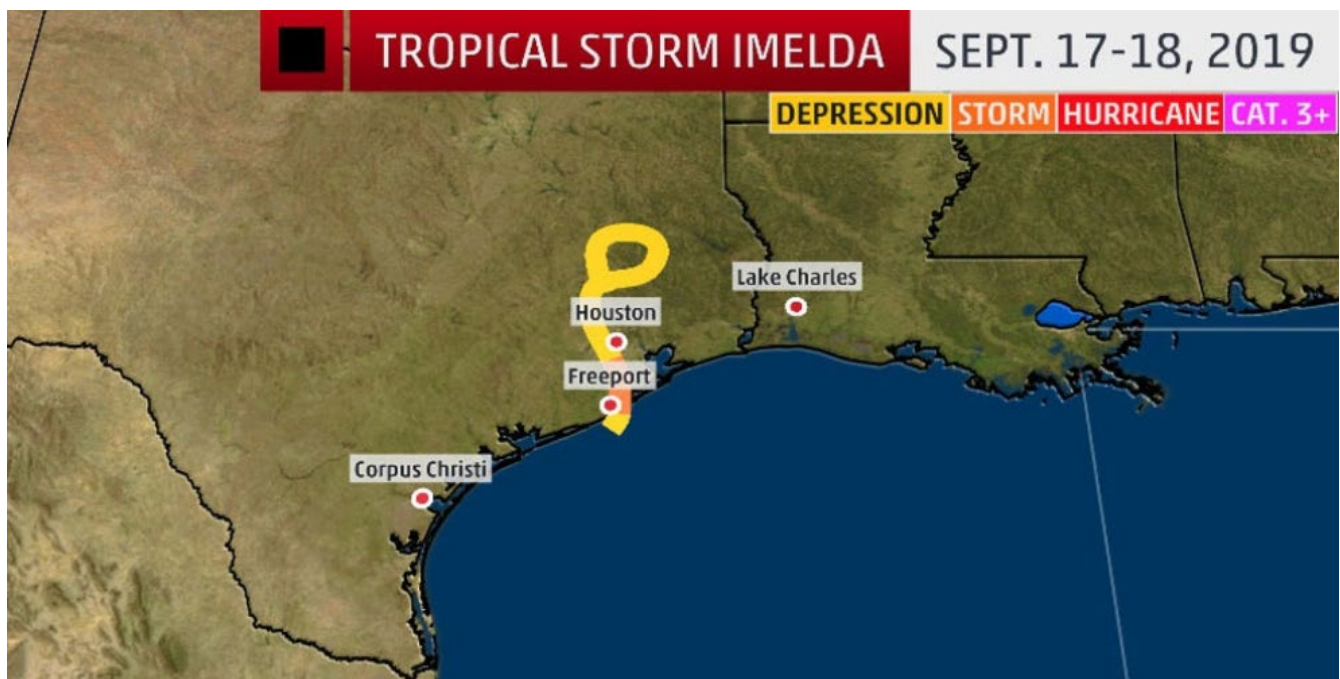 TROPICAL STORM IMELDA
SEPT. 17-18, 2019
DEPRESSION STORM HURRICANE CAT. 3+
Lake Charles
Houston
Freeport
Corpus Christi